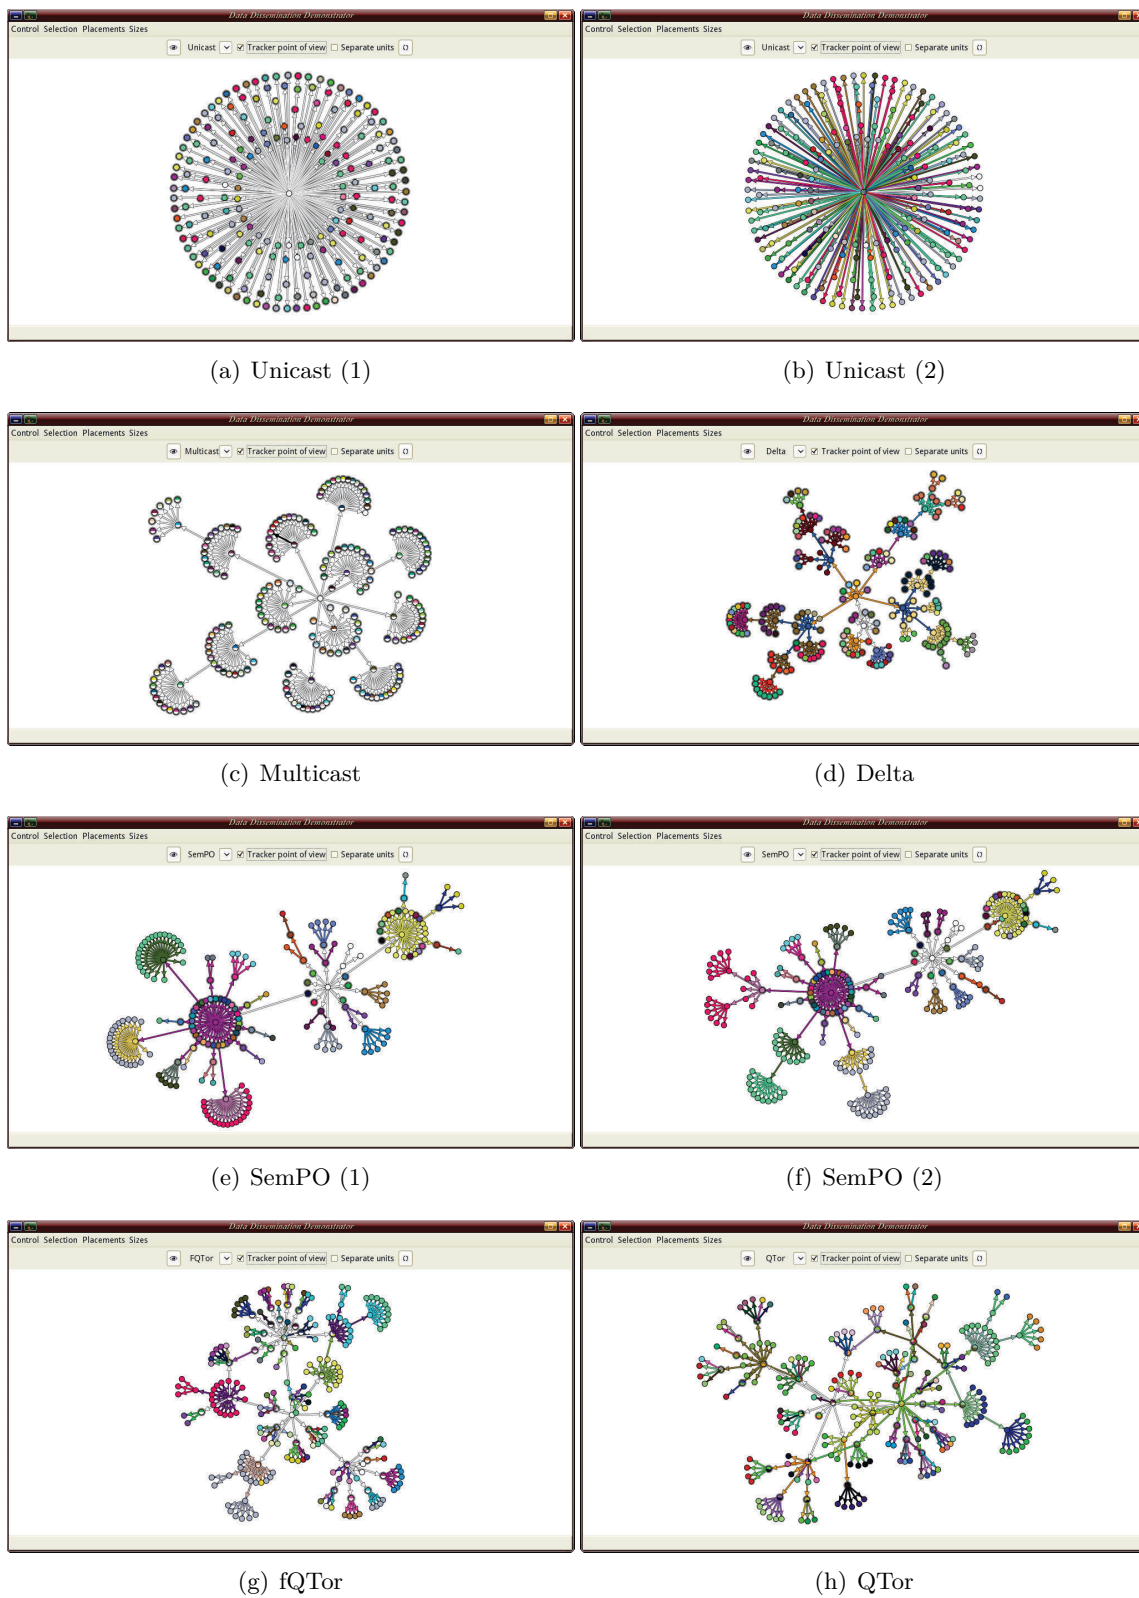 Data Dissemination Demonstrator
Control Selection Placements Sizes
Unicast Tracker point of view Separate units
(a) Unicast (1)
Data Dissemination Demonstrator
Control Selection Placements Sizes
Unicast Tracker point of view Separate units
(b) Unicast (2)
Data Dissemination Demonstrator
Control Selection Placements Sizes
Multicast Tracker point of view Separate units
(c) Multicast
Data Dissemination Demonstrator
Control Selection Placements Sizes
Delta Tracker point of view Separate units
(d) Delta
Data Dissemination Demonstrator
Control Selection Placements Sizes
SemPO Tracker point of view Separate units
(e) SemPO (1)
Data Dissemination Demonstrator
Control Selection Placements Sizes
SemPO Tracker point of view Separate units
(f) SemPO (2)
Data Dissemination Demonstrator
Control Selection Placements Sizes
FQTor Tracker point of view Separate units
(g) fQTor
Data Dissemination Demonstrator
Control Selection Placements Sizes
QTor Tracker point of view Separate units
(h) QTor